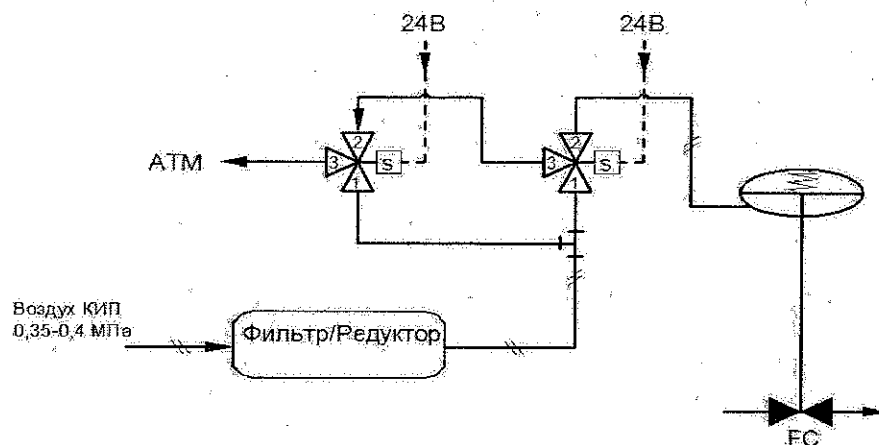 24В 24В
2 2
АТМ 3 S 3 S
1 1
Воздух КИП
0,35-0,4 МПа
Фильтр/Редуктор
FC